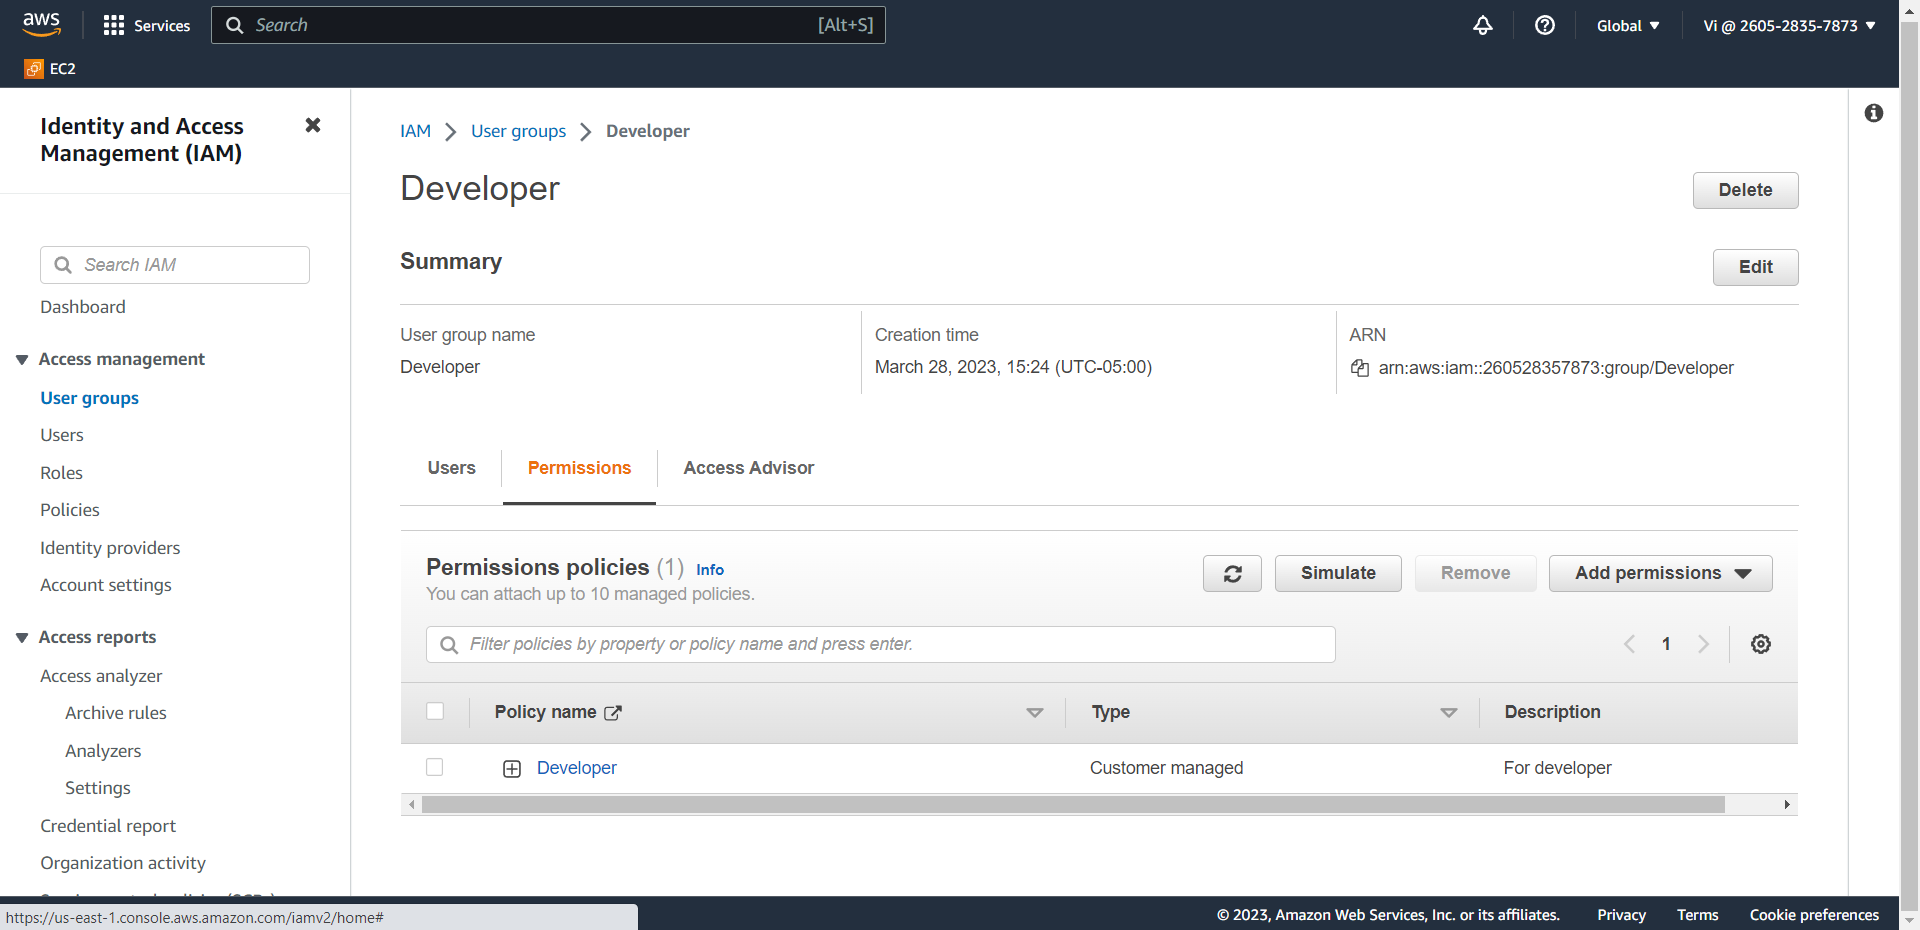 aws
Services
Search
[Alt+S]
Global
Vi @ 2605-2835-7873
EC2
Identity and Access
Management (IAM)
Search IAM
Dashboard
Access management
User groups
Users
Roles
Policies
Identity providers
Account settings
Access reports
Access analyzer
Archive rules
Analyzers
Settings
Credential report
Organization activity
IAM
User groups
Developer
Developer
Delete
Summary
Edit
User group name
Developer
Creation time
March 28, 2023, 15:24 (UTC-05:00)
ARN
arn:aws:iam::260528357873:group/Developer
Users
Permissions
Access Advisor
Permissions policies (1) Info
You can attach up to 10 managed policies.
Simulate
Remove
Add permissions
Filter policies by property or policy name and press enter.
1
Policy name
Type
Description
Developer
Customer managed
For developer
https://us-east-1.console.aws.amazon.com/iamv2/home#
© 2023, Amazon Web Services, Inc. or its affiliates.
Privacy
Terms
Cookie preferences